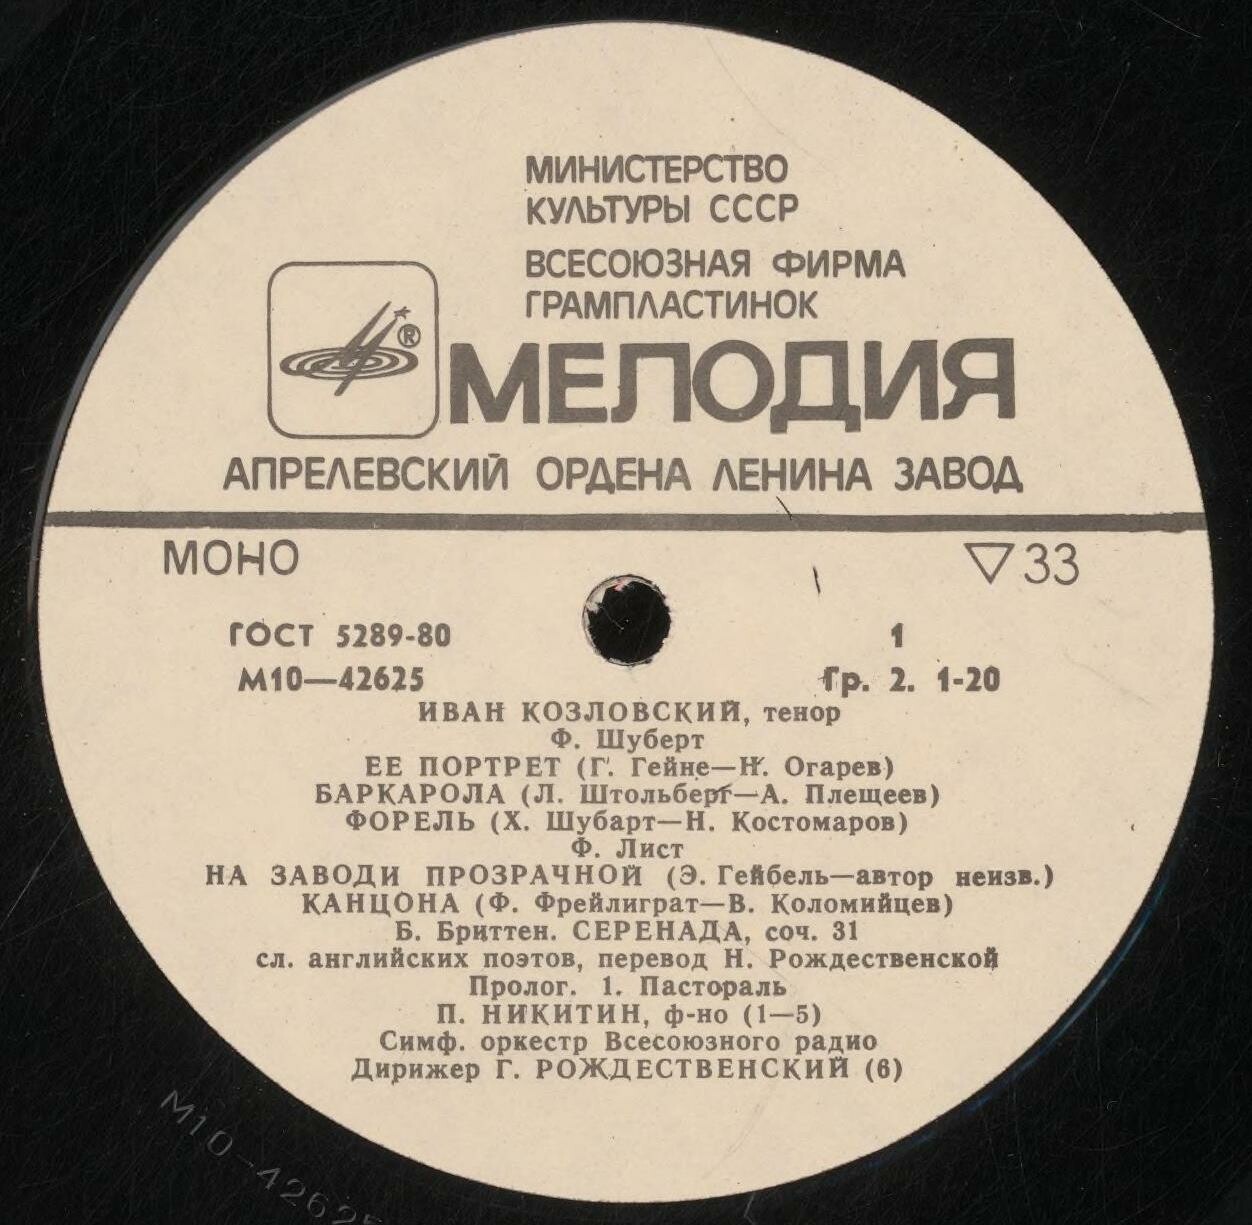 МИНИСТЕРСТВО
КУЛЬТУРЫ СССР
ВСЕСОЮЗНАЯ ФИРМА
ГРАМПЛАСТИНОК
®
МЕЛОДИЯ
АПРЕЛЕВСКИЙ ОРДЕНА ЛЕНИНА ЗАВОД
МОНО ▽33
ГОСТ 5289-80 1
М10—42625 Гр. 2. 1-20
ИВАН КОЗЛОВСКИЙ, тенор
Ф. Шуберт
ЕЕ ПОРТРЕТ (Г. Гейне—Н. Огарев)
БАРКАРОЛА (Л. Штольберг—А. Плещеев)
ФОРЕЛЬ (Х. Шубарт—Н. Костомаров)
Ф. Лист
НА ЗАВОДИ ПРОЗРАЧНОЙ (Э. Гейбель—автор неизв.)
КАНЦОНА (Ф. Фрейлиграт—В. Коломийцев)
Б. Бриттен. СЕРЕНАДА, соч. 31
сл. английских поэтов, перевод Н. Рождественской
Пролог. 1. Пастораль
П. НИКИТИН, ф-но (1—5)
Симф. оркестр Всесоюзного радио
Дирижер Г. РОЖДЕСТВЕНСКИЙ (6)
М10-42625